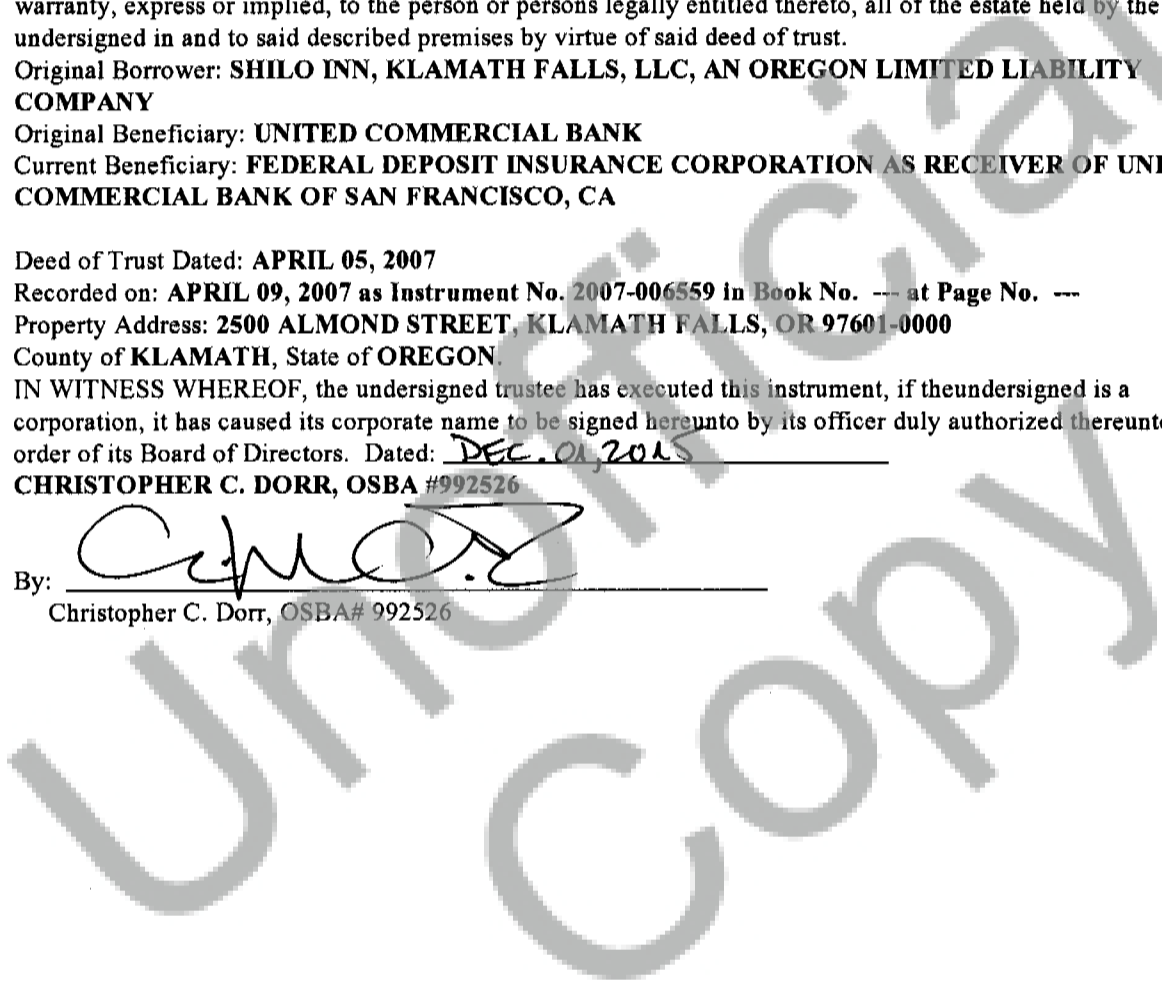 warranty, express or implied, to the person or persons legally entitled thereto, all of the estate held by the
undersigned in and to said described premises by virtue of said deed of trust.
Original Borrower: SHILO INN, KLAMATH FALLS, LLC, AN OREGON LIMITED LIABILITY
COMPANY
Original Beneficiary: UNITED COMMERCIAL BANK
Current Beneficiary: FEDERAL DEPOSIT INSURANCE CORPORATION AS RECEIVER OF UNI
COMMERCIAL BANK OF SAN FRANCISCO, CA
Deed of Trust Dated: APRIL 05, 2007
Recorded on: APRIL 09, 2007 as Instrument No. 2007-006559 in Book No. --- at Page No. ---
Property Address: 2500 ALMOND STREET, KLAMATH FALLS, OR 97601-0000
County of KLAMATH, State of OREGON.
IN WITNESS WHEREOF, the undersigned trustee has executed this instrument, if theundersigned is a
corporation, it has caused its corporate name to be signed hereunto by its officer duly authorized thereunt
order of its Board of Directors. Dated: DEC. 01, 2015
CHRISTOPHER C. DORR, OSBA #992526
By:
Christopher C. Dorr, OSBA# 992526
Unofficial
Copy